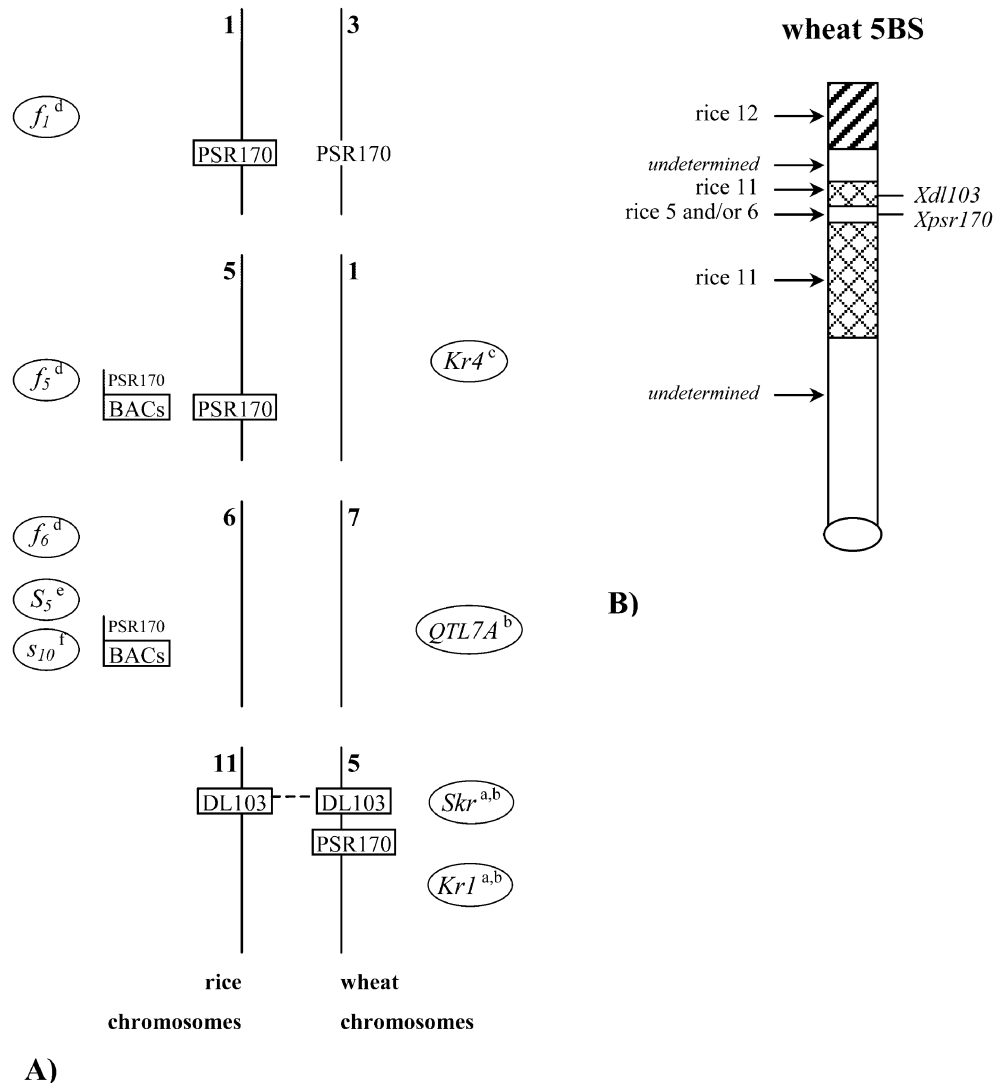 1 3
f1 d
PSR170 PSR170
5 1
Kr4 c
f5 d PSR170
BACs PSR170
6 7
f6 d
S5 e
s10 f PSR170
BACs
QTL7A b
11 5
DL103 DL103 Skr a,b
PSR170
Kr1 a,b
rice wheat
chromosomes chromosomes
A)
wheat 5BS
rice 12
undetermined
rice 11 Xdl103
rice 5 and/or 6 Xpsr170
rice 11
undetermined
B)